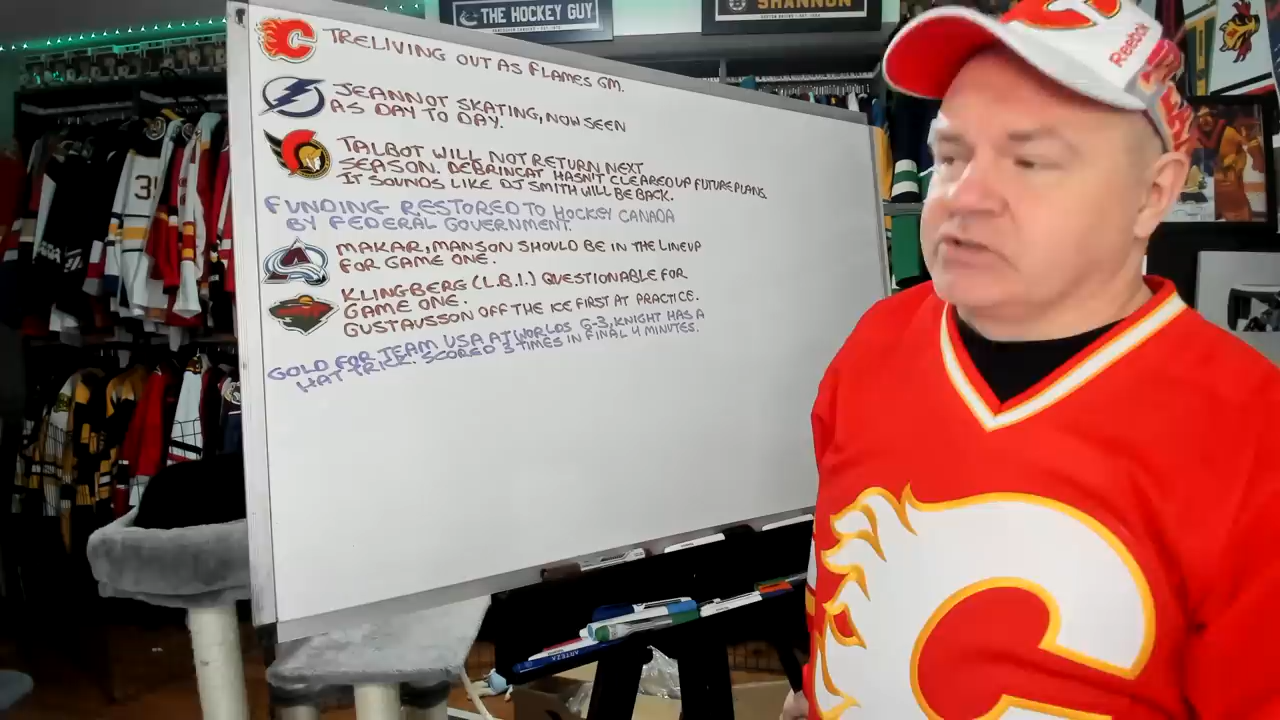 THE HOCKEY GUY
SHANNON
Reebok
TRELIVING OUT AS FLAMES GM.
JEANNOT SKATING, NOW SEEN
AS DAY TO DAY.
TALBOT WILL NOT RETURN NEXT
SEASON. DEBRINCAT HASN'T CLEARED UP FUTURE PLANS.
IT SOUNDS LIKE DJ SMITH WILL BE BACK.
FUNDING RESTORED TO HOCKEY CANADA
BY FEDERAL GOVERNMENT.
MAKAR, MANSON SHOULD BE IN THE LINEUP
FOR GAME ONE.
KLINGBERG (L.B.I.) QUESTIONABLE FOR
GAME ONE.
GUSTAVSSON OFF THE ICE FIRST AT PRACTICE.
GOLD FOR TEAM USA AT WORLDS 6-3, KNIGHT HAS A
HAT TRICK. SCORED 3 TIMES IN FINAL 4 MINUTES.
ARTEZA